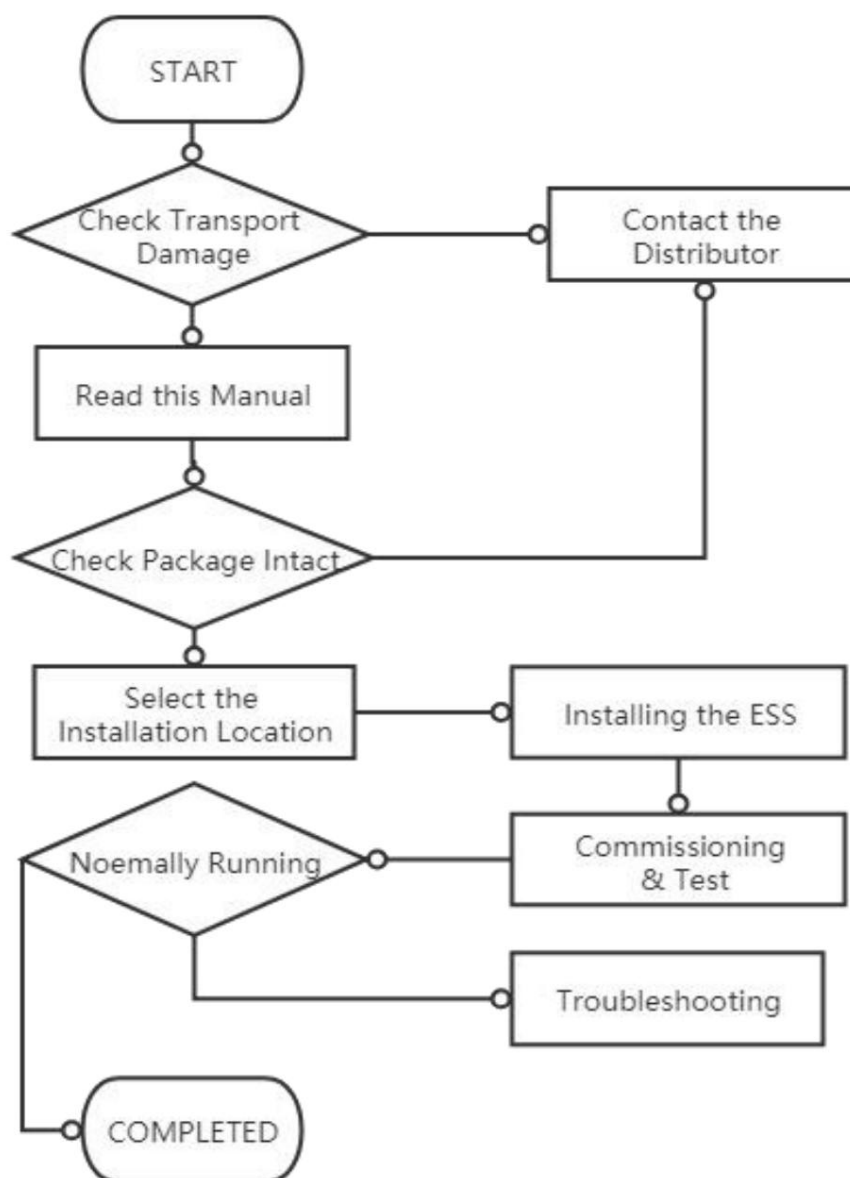 START
Check Transport
Damage
Contact the
Distributor
Read this Manual
Check Package Intact
Select the
Installation Location
Installing the ESS
Noemally Running
Commissioning
& Test
Troubleshooting
COMPLETED